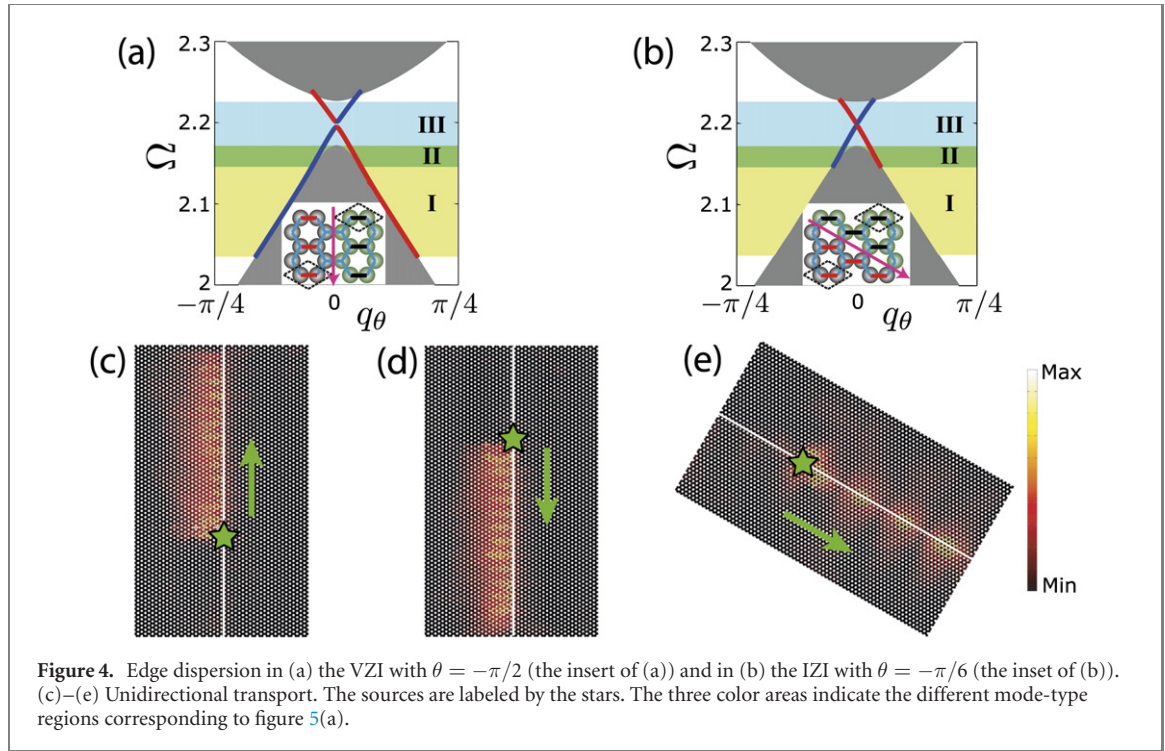 (a)
2.3
2.2
2.1
2
Ω
III
II
I
−π/4
0
π/4
qθ
(b)
2.3
2.2
2.1
2
Ω
III
II
I
−π/4
0
π/4
qθ
(c)
(d)
(e)
Max
Min
Figure 4. Edge dispersion in (a) the VZI with θ = −π/2 (the insert of (a)) and in (b) the IZI with θ = −π/6 (the inset of (b)).
(c)–(e) Unidirectional transport. The sources are labeled by the stars. The three color areas indicate the different mode-type
regions corresponding to figure 5(a).